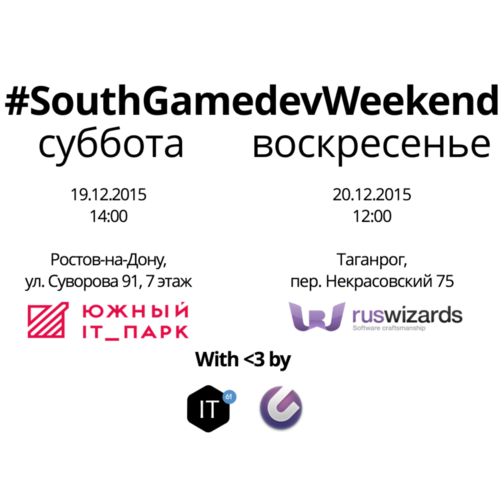 #SouthGamedevWeekend
суббота
19.12.2015
14:00
Ростов-на-Дону,
ул. Суворова 91, 7 этаж
ЮЖНЫЙ
IT_ПАРК
воскресенье
20.12.2015
12:00
Таганрог,
пер. Некрасовский 75
ruswizards
Software craftsmanship
With <3 by
IT
61